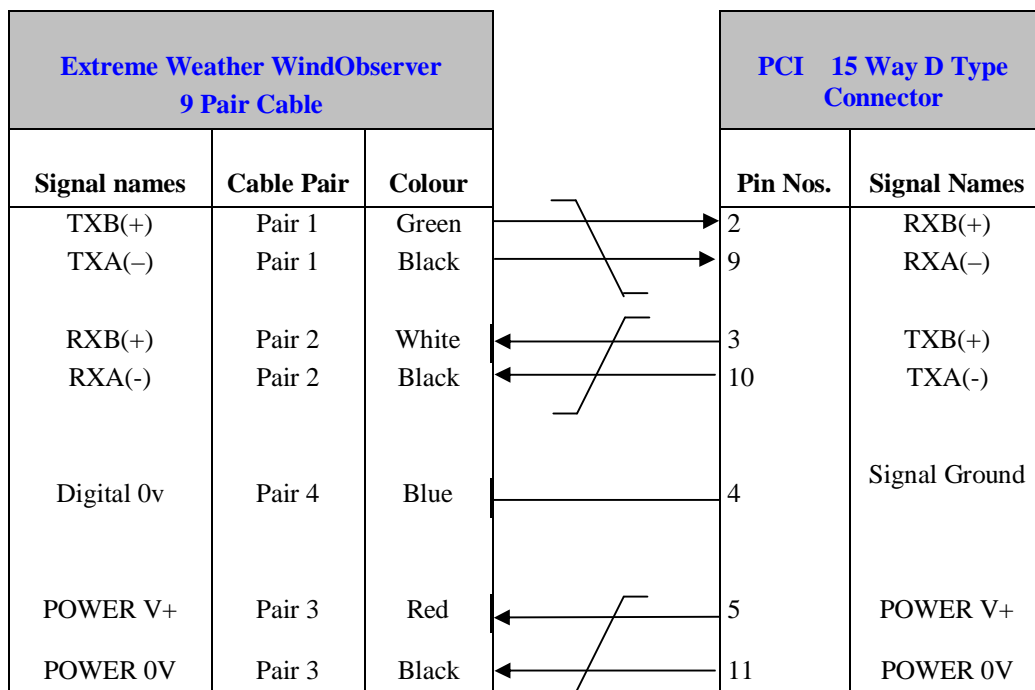 Extreme Weather WindObserver
9 Pair Cable
PCI 15 Way D Type
Connector
Signal names Cable Pair Colour Pin Nos. Signal Names
TXB(+) Pair 1 Green 2 RXB(+)
TXA(–) Pair 1 Black 9 RXA(–)
RXB(+) Pair 2 White 3 TXB(+)
RXA(-) Pair 2 Black 10 TXA(-)
Digital 0v Pair 4 Blue 4 Signal Ground
POWER V+ Pair 3 Red 5 POWER V+
POWER 0V Pair 3 Black 11 POWER 0V